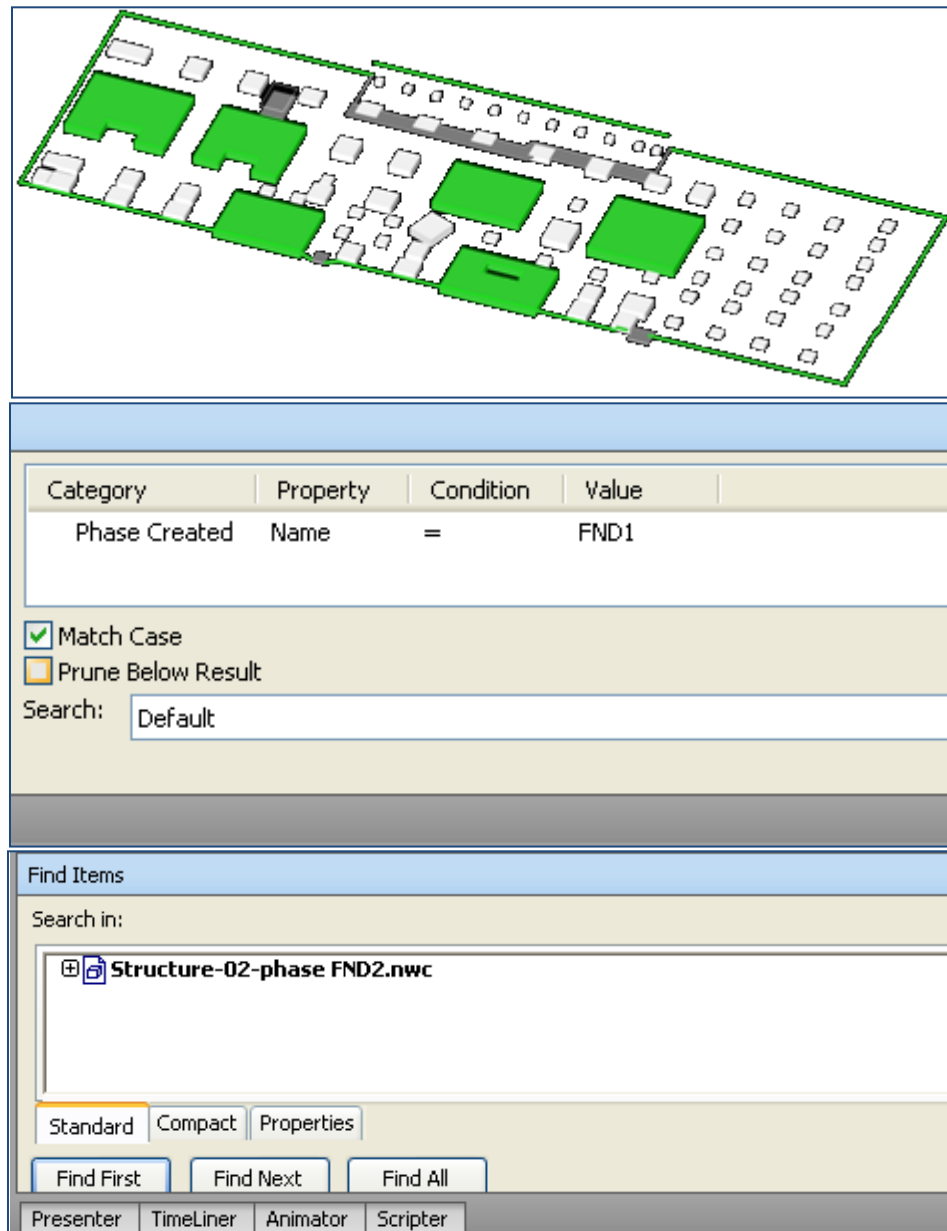 Category Property Condition Value
Phase Created Name = FND1
Match Case
Prune Below Result
Search: Default
Find Items
Search in:
Structure-02-phase FND2.nwc
Standard Compact Properties
Find First Find Next Find All
Presenter TimeLiner Animator Scripter